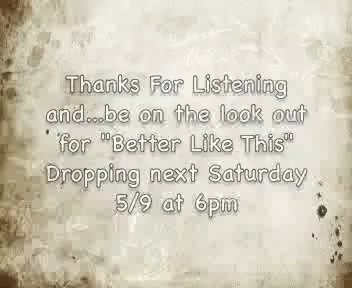 Thanks For Listening
and...be on the look out
for "Better Like This"
Dropping next Saturday
5/9 at 6pm